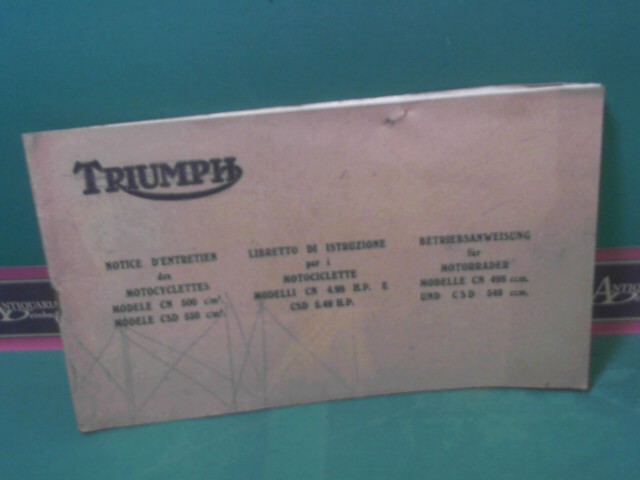 TRIUMPH
NOTICE D'ENTRETIEN
des
MOTOCYCLETTES
MODELE CN 500 c/m³.
MODELE CSD 550 c/m³.
LIBRETTO DI ISTRUZIONE
per i
MOTOCICLETTE
MODELLI CN 4.98 H.P. E
CSD 5.49 H.P.
BETRIEBSANWEISUNG
für
MOTORRADER
MODELLE CN 498 ccm.
UND CSD 549 ccm.